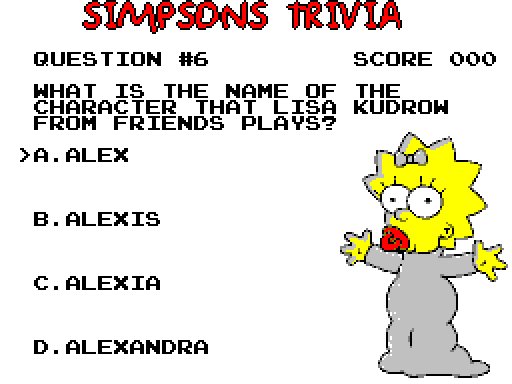 SIMPSONS TRIVIA
QUESTION #6 SCORE 000
WHAT IS THE NAME OF THE
CHARACTER THAT LISA KUDROW
FROM FRIENDS PLAYS?
>A.ALEX
B.ALEXIS
C.ALEXIA
D.ALEXANDRA